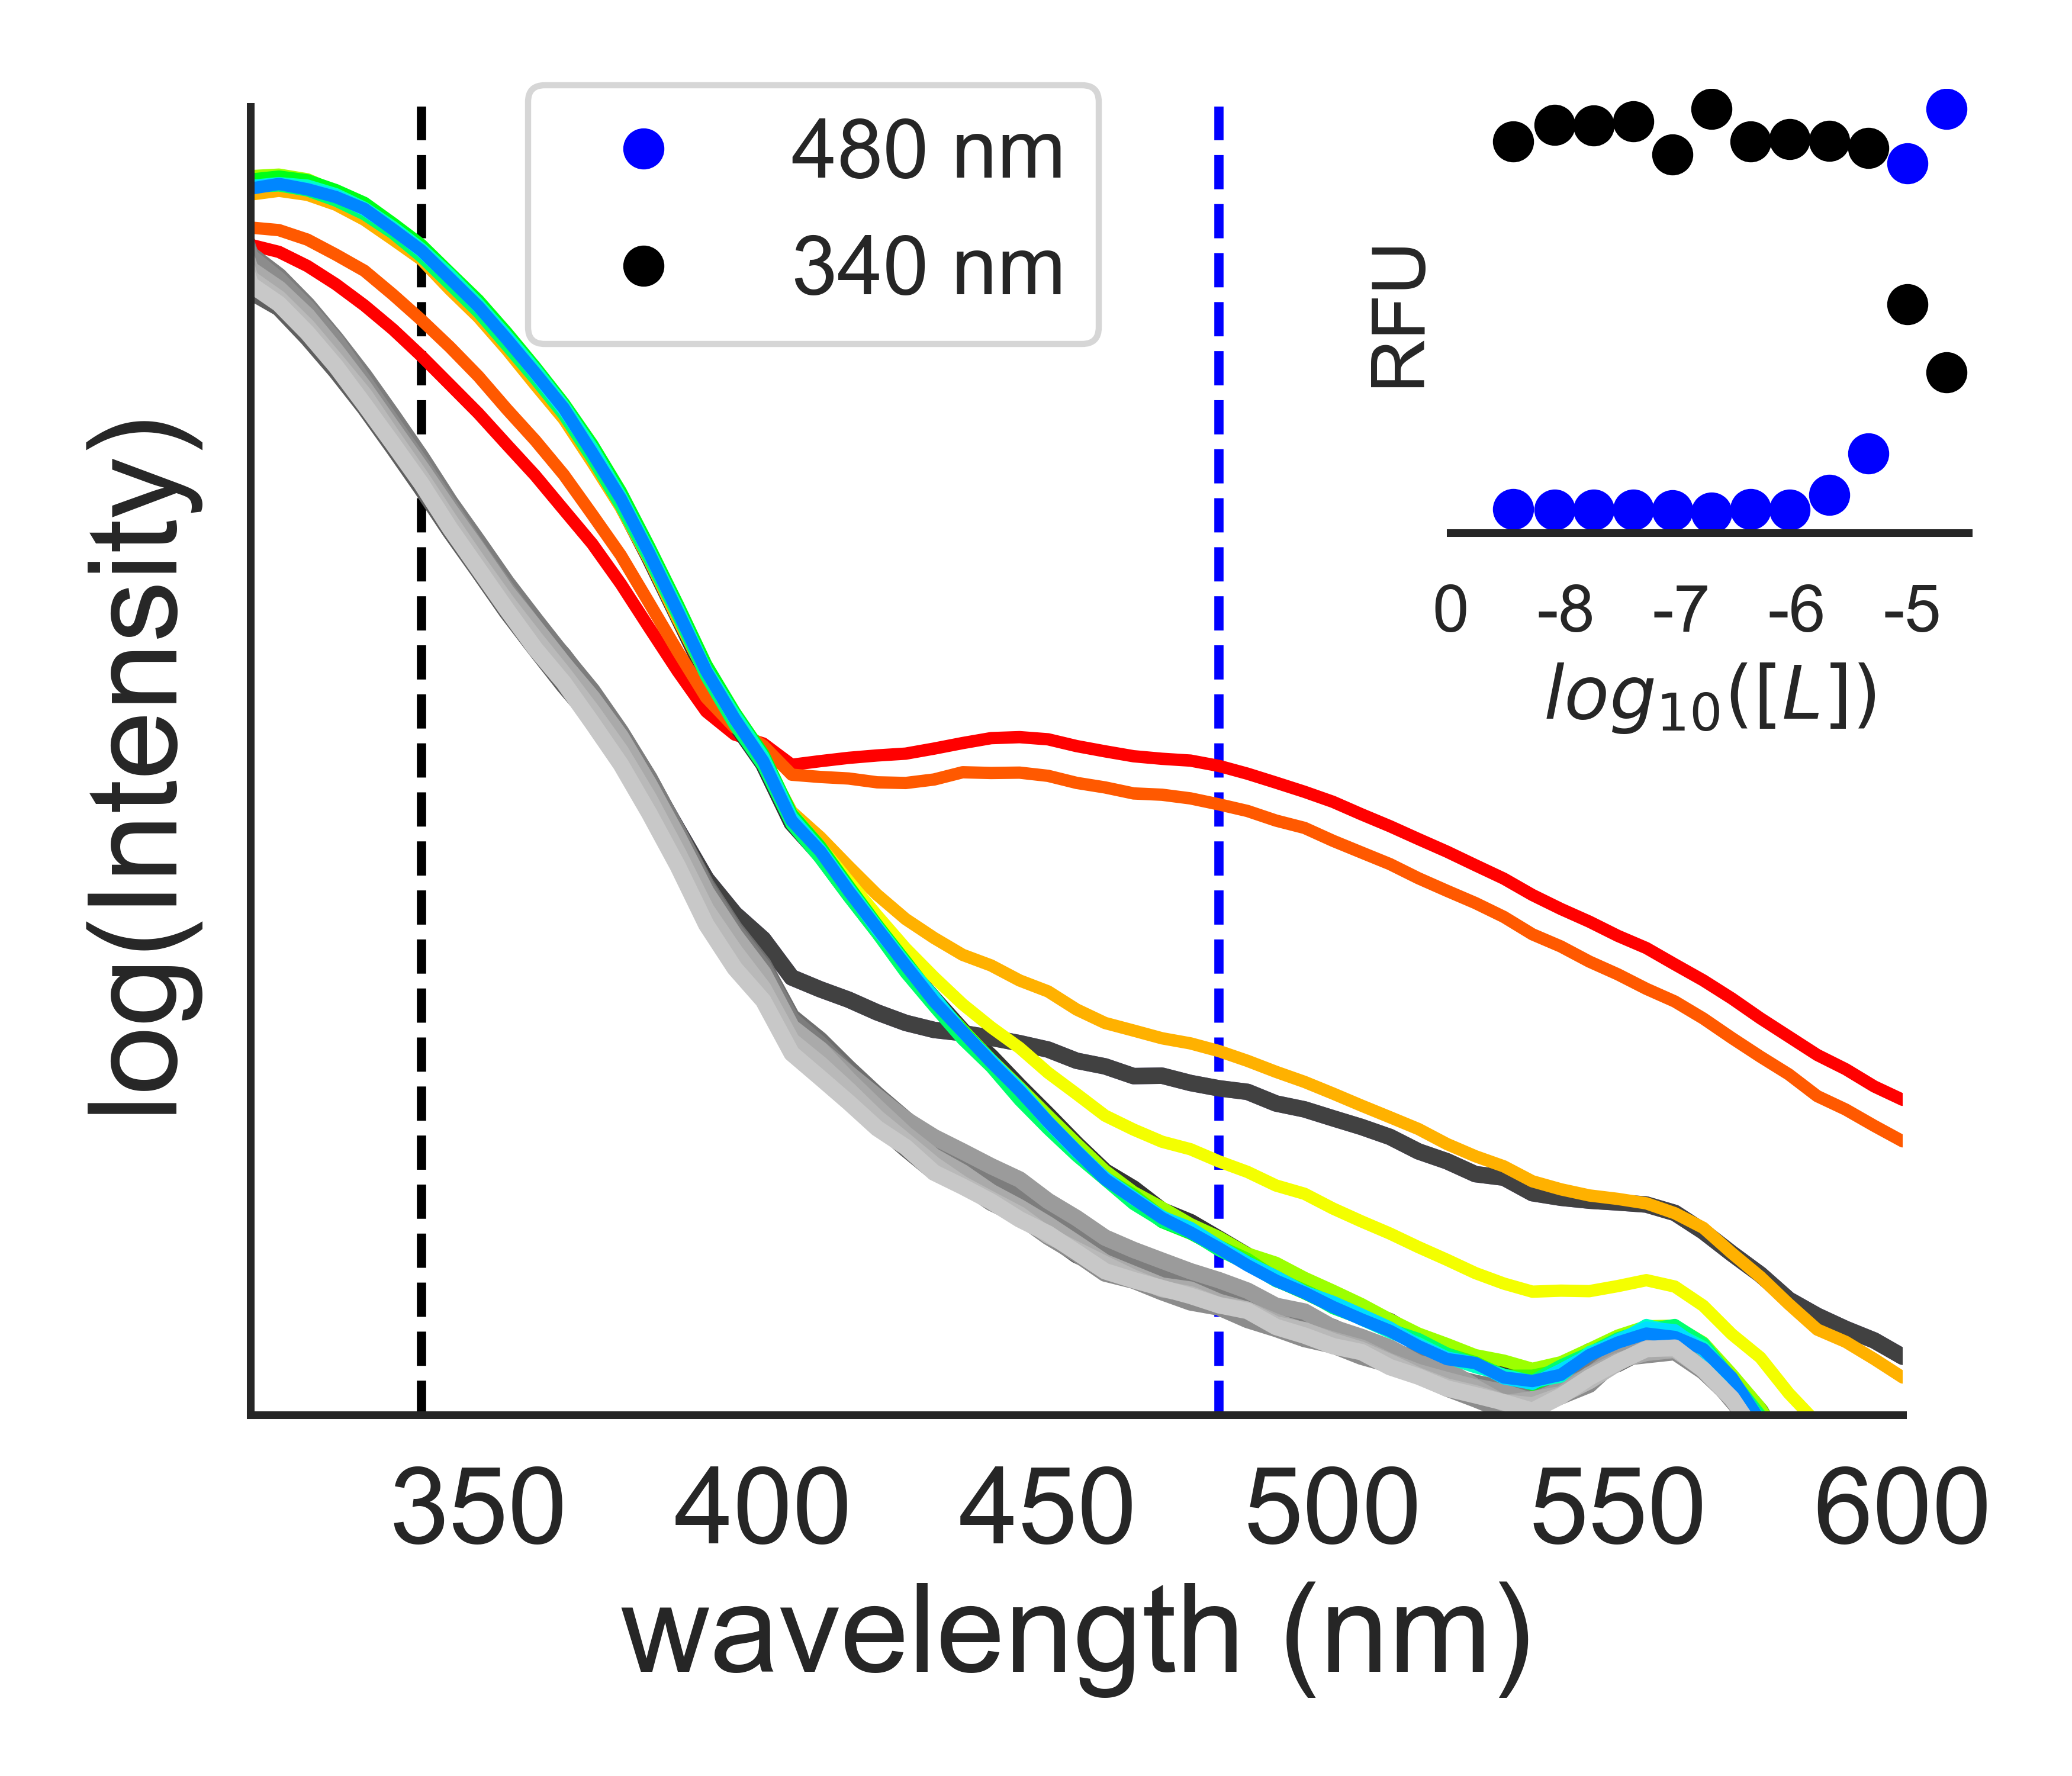 480 nm
340 nm
RFU
0 -8 -7 -6 -5
log10([L])
log(Intensity)
350 400 450 500 550 600
wavelength (nm)